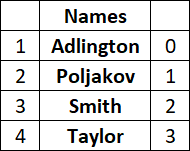 Names
1 Adlington 0
2 Poljakov 1
3 Smith 2
4 Taylor 3